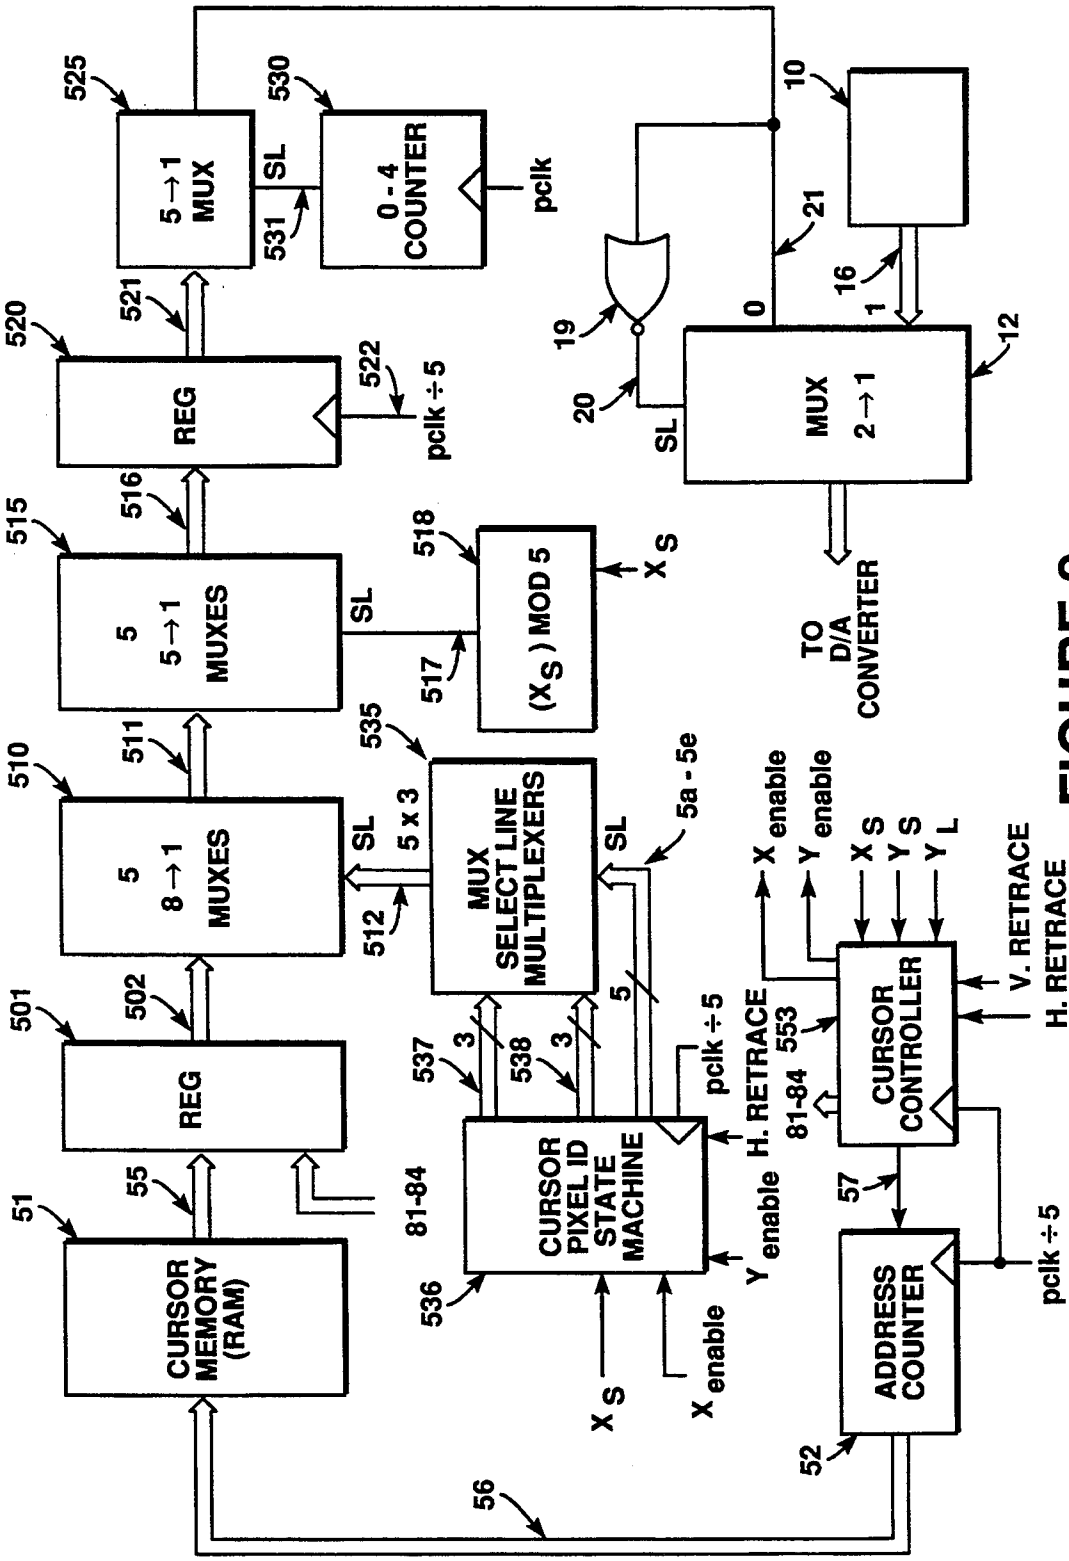 51
CURSOR
MEMORY
(RAM)
55
501
REG
502
510
5
8→1
MUXES
511
515
5
5→1
MUXES
516
520
REG
521
525
5→1
MUX
81-84
SL
5 x 3
512
SL
517
522
pclk ÷ 5
SL
531
530
0 - 4
COUNTER
pclk
536
CURSOR
PIXEL ID
STATE
MACHINE
537
3
538
3
5
535
MUX
SELECT LINE
MULTIPLEXERS
SL
5a - 5e
518
(XS) MOD 5
XS
XS
X enable
Y enable
H. RETRACE
pclk ÷ 5
56
52
ADDRESS
COUNTER
57
81-84
553
CURSOR
CONTROLLER
X enable
Y enable
XS
YS
YL
V. RETRACE
H. RETRACE
pclk ÷ 5
TO
D/A
CONVERTER
SL
20
19
MUX
2→1
0
1
12
21
16
10